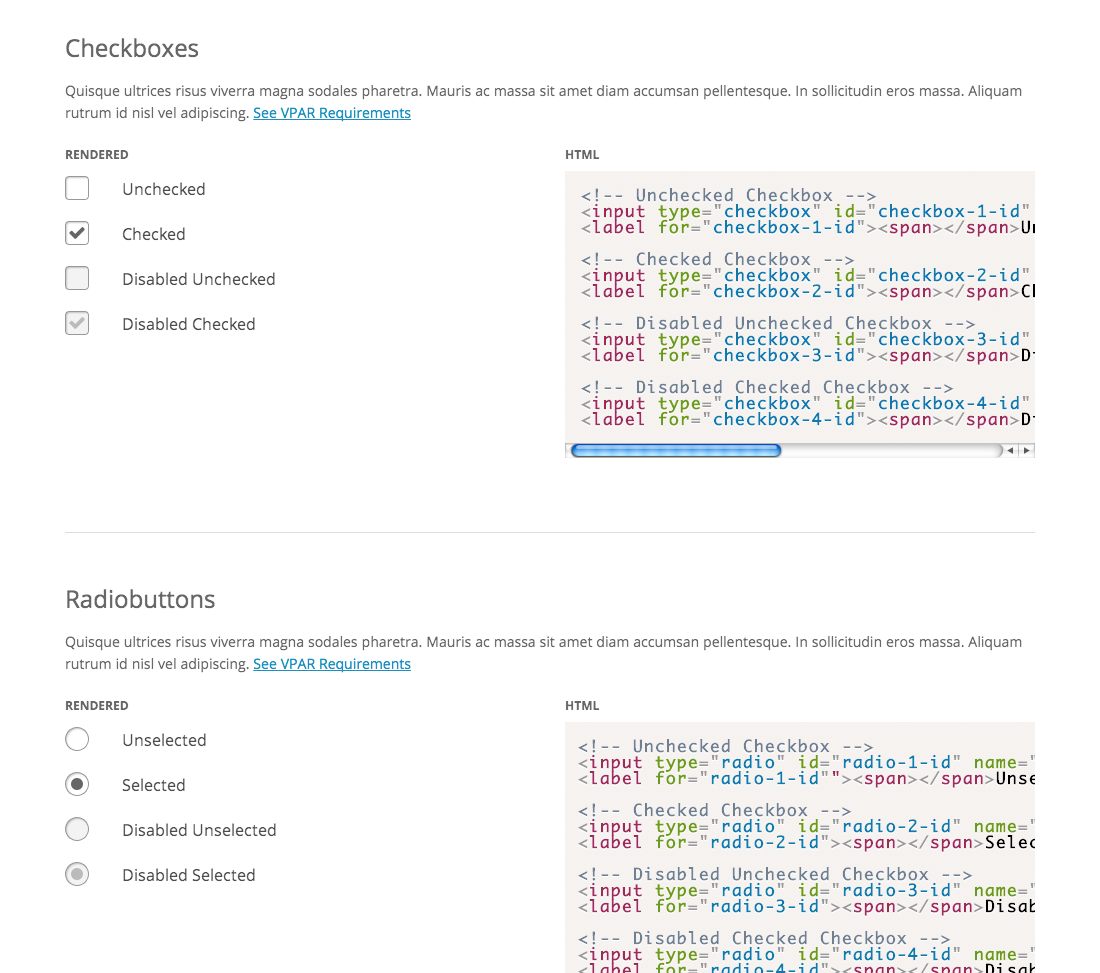 Checkboxes
Quisque ultrices risus viverra magna sodales pharetra. Mauris ac massa sit amet diam accumsan pellentesque. In sollicitudin eros massa. Aliquam
rutrum id nisl vel adipiscing. See VPAR Requirements
RENDERED
Unchecked
Checked
Disabled Unchecked
Disabled Checked
HTML
<!-- Unchecked Checkbox -->
<input type="checkbox" id="checkbox-1-id"
<label for="checkbox-1-id"><span></span>Un
<!-- Checked Checkbox -->
<input type="checkbox" id="checkbox-2-id"
<label for="checkbox-2-id"><span></span>Ch
<!-- Disabled Unchecked Checkbox -->
<input type="checkbox" id="checkbox-3-id"
<label for="checkbox-3-id"><span></span>Di
<!-- Disabled Checked Checkbox -->
<input type="checkbox" id="checkbox-4-id"
<label for="checkbox-4-id"><span></span>Di
Radiobuttons
Quisque ultrices risus viverra magna sodales pharetra. Mauris ac massa sit amet diam accumsan pellentesque. In sollicitudin eros massa. Aliquam
rutrum id nisl vel adipiscing. See VPAR Requirements
RENDERED
Unselected
Selected
Disabled Unselected
Disabled Selected
HTML
<!-- Unchecked Checkbox -->
<input type="radio" id="radio-1-id" name="
<label for="radio-1-id""><span></span>Unse
<!-- Checked Checkbox -->
<input type="radio" id="radio-2-id" name="
<label for="radio-2-id"><span></span>Selec
<!-- Disabled Unchecked Checkbox -->
<input type="radio" id="radio-3-id" name="
<label for="radio-3-id"><span></span>Disab
<!-- Disabled Checked Checkbox -->
<input type="radio" id="radio-4-id" name="
<label for="radio-4-id"><span></span>Disab